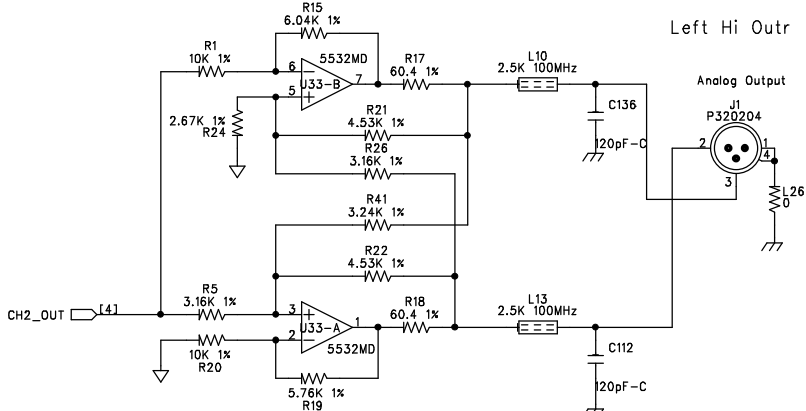 R15
6.04K 1%
Left Hi Outr
R1
10K 1%
5532MD
R17
60.4 1%
L10
2.5K 100MHz
Analog Output
J1
P320204
6
7
U33-B
5
2.67K 1%
R24
R21
4.53K 1%
R26
3.16K 1%
C136
120pF-C
2
1
4
3
L26
0
R41
3.24K 1%
R22
4.53K 1%
CH2_OUT
[4]
R5
3.16K 1%
3
1
U33-A
2
5532MD
R18
60.4 1%
L13
2.5K 100MHz
10K 1%
R20
5.76K 1%
R19
C112
120pF-C